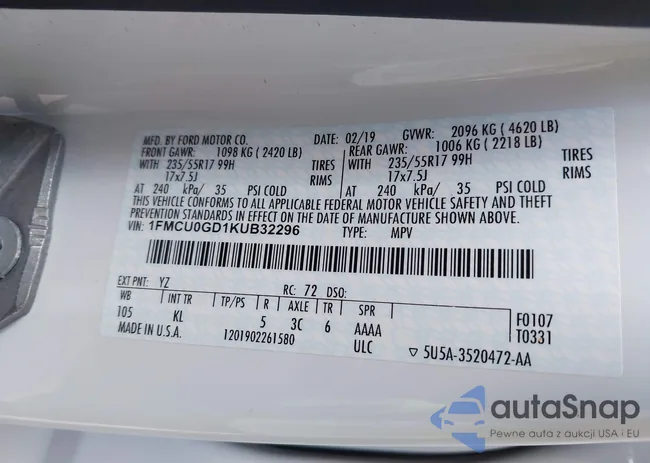 MFD. BY FORD MOTOR CO. DATE: 02/19 GVWR: 2096 KG ( 4620 LB)
FRONT GAWR: 1098 KG ( 2420 LB) REAR GAWR: 1006 KG ( 2218 LB)
WITH 235/55R17 99H TIRES WITH 235/55R17 99H TIRES
17x7.5J RIMS 17x7.5J RIMS
AT 240 kPa/ 35 PSI COLD AT 240 kPa/ 35 PSI COLD
THIS VEHICLE CONFORMS TO ALL APPLICABLE FEDERAL MOTOR VEHICLE SAFETY AND THEFT
PREVENTION STANDARDS IN EFFECT ON THE DATE OF MANUFACTURE SHOWN ABOVE.
VIN: 1FMCU0GD1KUB32296 TYPE: MPV
EXT PNT: YZ RC: 72 DSO:
WB INT TR TP/PS R AXLE TR SPR F0107
105 KL 5 3C 6 AAAA T0331
MADE IN U.S.A. 1201902261580 ULC ▽ 5U5A-3520472-AA
autaSnap
Pewne auta z aukcji USA i EU